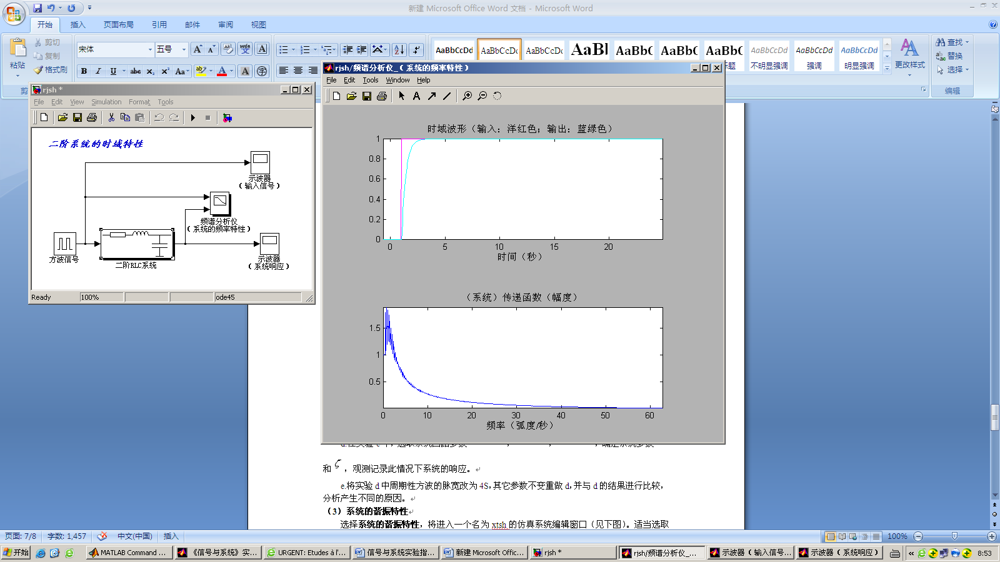 新建 Microsoft Office Word 文档 - Microsoft Word
开始 插入 页面布局 引用 邮件 审阅 视图
粘贴 剪切 复制 格式刷
宋体 五号
AaBbCcDd AaBbCcDd AaBbCcDd AaBl AaBbC AaBbC AaBbC AaBbCcDd AaBbCcDd AaBbCcDd
不明显强调 强调 明显强调 更改样式
查找 替换 选择 编辑
rjsh *
File Edit View Simulation Format Tools
二阶系统的时域特性
示波器
（输入信号）
频谱分析仪
（系统的频率特性）
方波信号
二阶RLC系统
示波器
（系统响应）
Ready 100% ode45
rjsh/频谱分析仪_（系统的频率特性）
File Edit Tools Window Help
时域波形（输入：洋红色；输出：蓝绿色）
1
0.8
0.6
0.4
0.2
0
0 5 10 15 20
时间（秒）
（系统）传递函数（幅度）
1.5
1
0.5
0 10 20 30 40 50 60
频率（弧度/秒）
和 ζ ，观测记录此情况下系统的响应。
e.将实验 d 中周期性方波的脉宽改为 4S，其它参数不变重做 d，并与 d 的结果进行比较，
分析产生不同的原因。
（3）系统的谐振特性
选择系统的谐振特性，将进入一个名为 xtsh 的仿真系统编辑窗口（见下图）。适当选取
页面: 7/8 字数: 1,457 中文(中国) 插入 100%
开始 MATLAB Command ... 《信号与系统》实... URGENT: Etudes à l'... 信号与系统实验指... 新建 Microsoft Offic... rjsh * rjsh/频谱分析仪_... 示波器（输入信号... 示波器（系统响应） 8:53